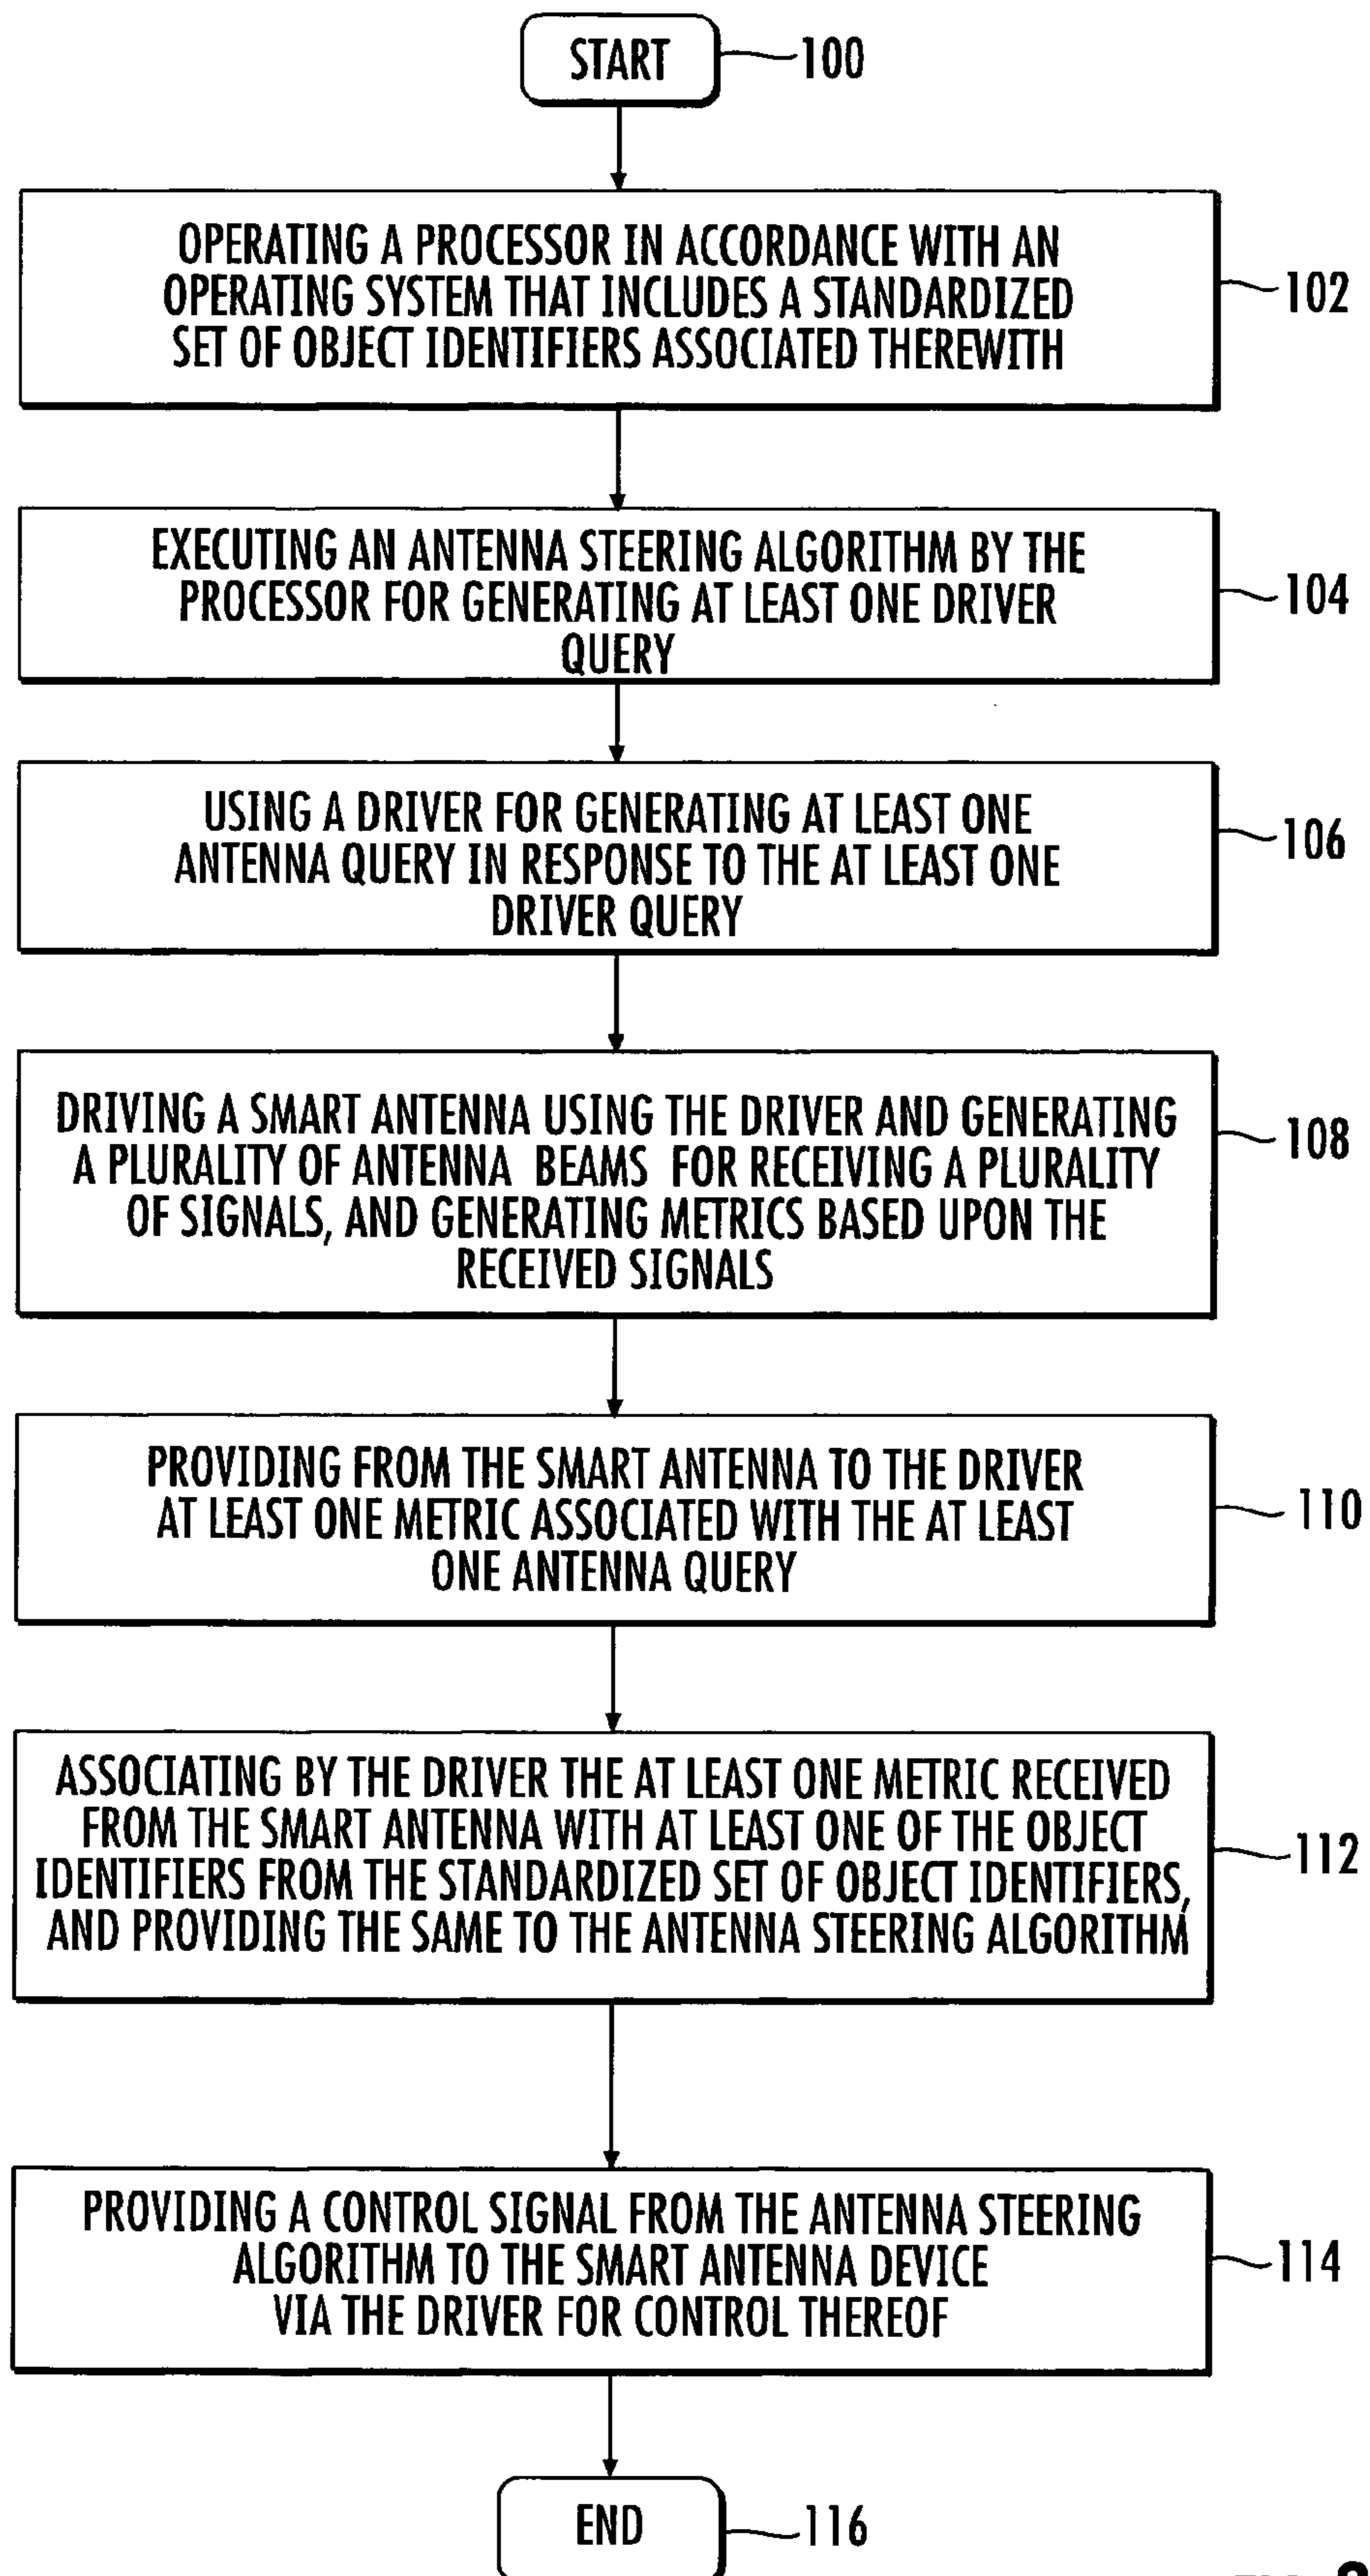 START
100
OPERATING A PROCESSOR IN ACCORDANCE WITH AN
OPERATING SYSTEM THAT INCLUDES A STANDARDIZED
SET OF OBJECT IDENTIFIERS ASSOCIATED THEREWITH
102
EXECUTING AN ANTENNA STEERING ALGORITHM BY THE
PROCESSOR FOR GENERATING AT LEAST ONE DRIVER
QUERY
104
USING A DRIVER FOR GENERATING AT LEAST ONE
ANTENNA QUERY IN RESPONSE TO THE AT LEAST ONE
DRIVER QUERY
106
DRIVING A SMART ANTENNA USING THE DRIVER AND GENERATING
A PLURALITY OF ANTENNA BEAMS FOR RECEIVING A PLURALITY
OF SIGNALS, AND GENERATING METRICS BASED UPON THE
RECEIVED SIGNALS
108
PROVIDING FROM THE SMART ANTENNA TO THE DRIVER
AT LEAST ONE METRIC ASSOCIATED WITH THE AT LEAST
ONE ANTENNA QUERY
110
ASSOCIATING BY THE DRIVER THE AT LEAST ONE METRIC RECEIVED
FROM THE SMART ANTENNA WITH AT LEAST ONE OF THE OBJECT
IDENTIFIERS FROM THE STANDARDIZED SET OF OBJECT IDENTIFIERS,
AND PROVIDING THE SAME TO THE ANTENNA STEERING ALGORITHM
112
PROVIDING A CONTROL SIGNAL FROM THE ANTENNA STEERING
ALGORITHM TO THE SMART ANTENNA DEVICE
VIA THE DRIVER FOR CONTROL THEREOF
114
END
116